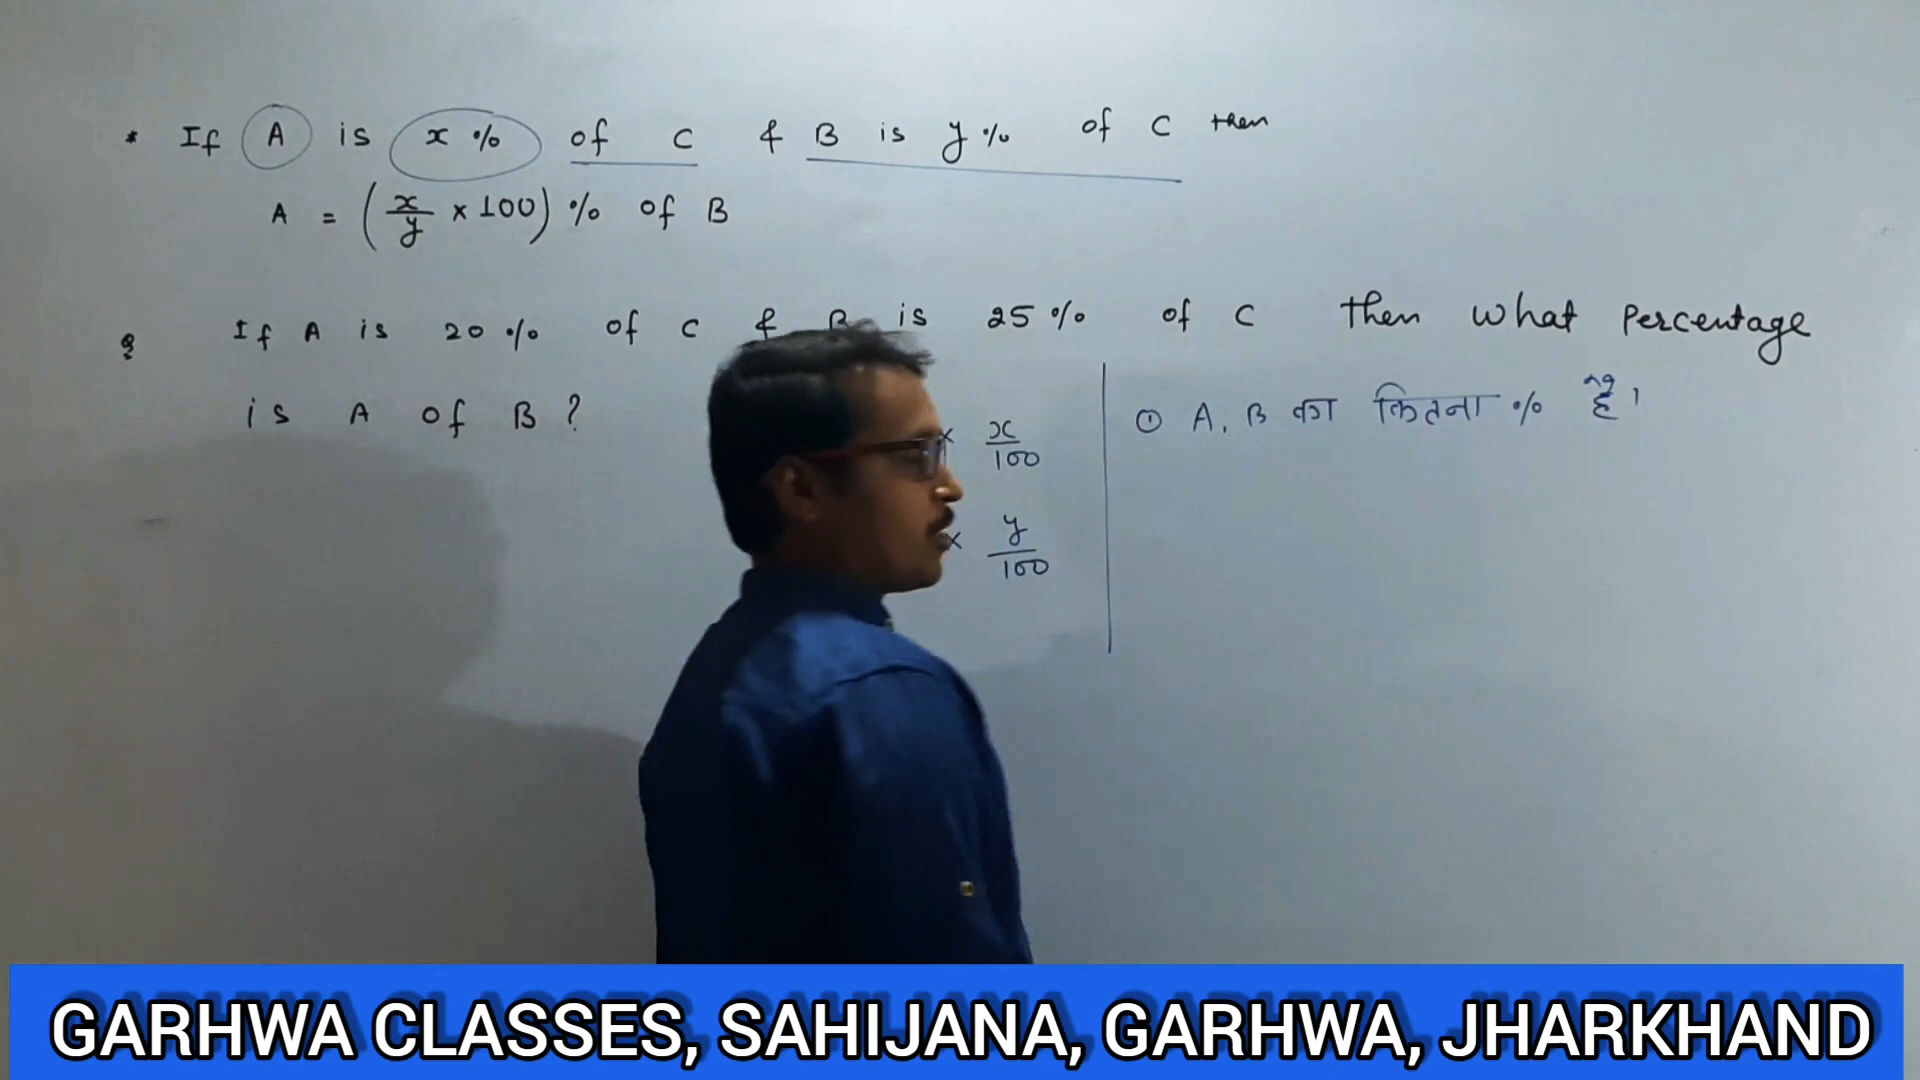 * If A is x% of C & B is y% of C then
A = (x/y × 100) % of B
Q If A is 20% of C & B is 25% of C then what percentage
is A of B ?
× x/100
× y/100
① A, B का कितना % है।
GARHWA CLASSES, SAHIJANA, GARHWA, JHARKHAND